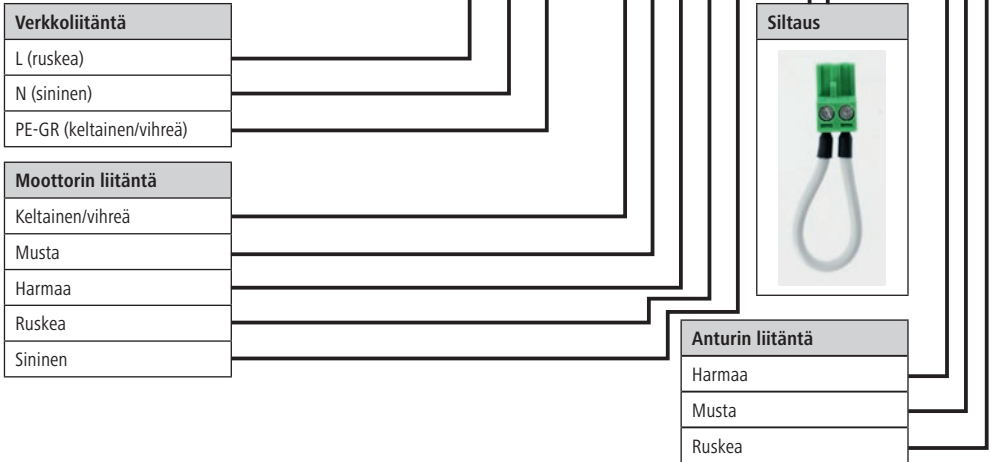 Verkkoliitäntä
L (ruskea)
N (sininen)
PE-GR (keltainen/vihreä)
Moottorin liitäntä
Keltainen/vihreä
Musta
Harmaa
Ruskea
Sininen
Siltaus
Anturin liitäntä
Harmaa
Musta
Ruskea